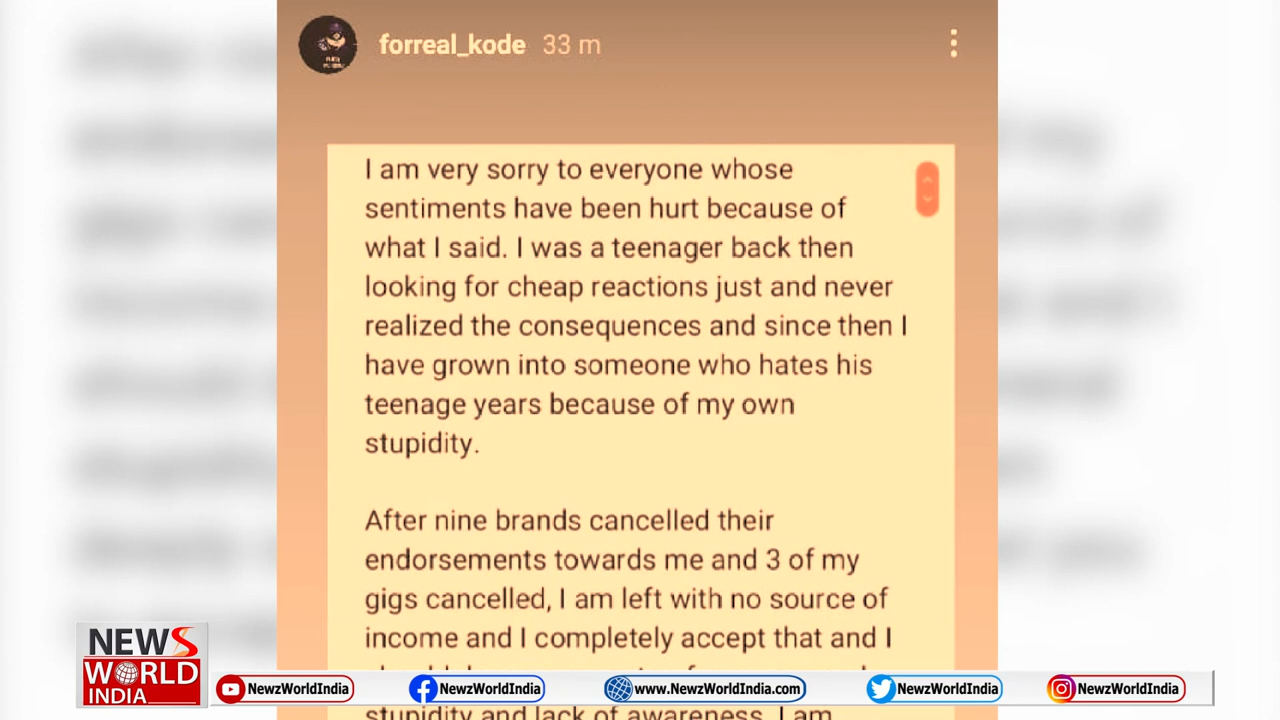 forreal_kode 33 m
I am very sorry to everyone whose
sentiments have been hurt because of
what I said. I was a teenager back then
looking for cheap reactions just and never
realized the consequences and since then I
have grown into someone who hates his
teenage years because of my own
stupidity.
After nine brands cancelled their
endorsements towards me and 3 of my
gigs cancelled, I am left with no source of
income and I completely accept that and I
stupidity and lack of awareness. I am
NEWS
WORLD
INDIA
NewzWorldIndia
NewzWorldIndia
www.NewzWorldIndia.com
NewzWorldIndia
NewzWorldIndia